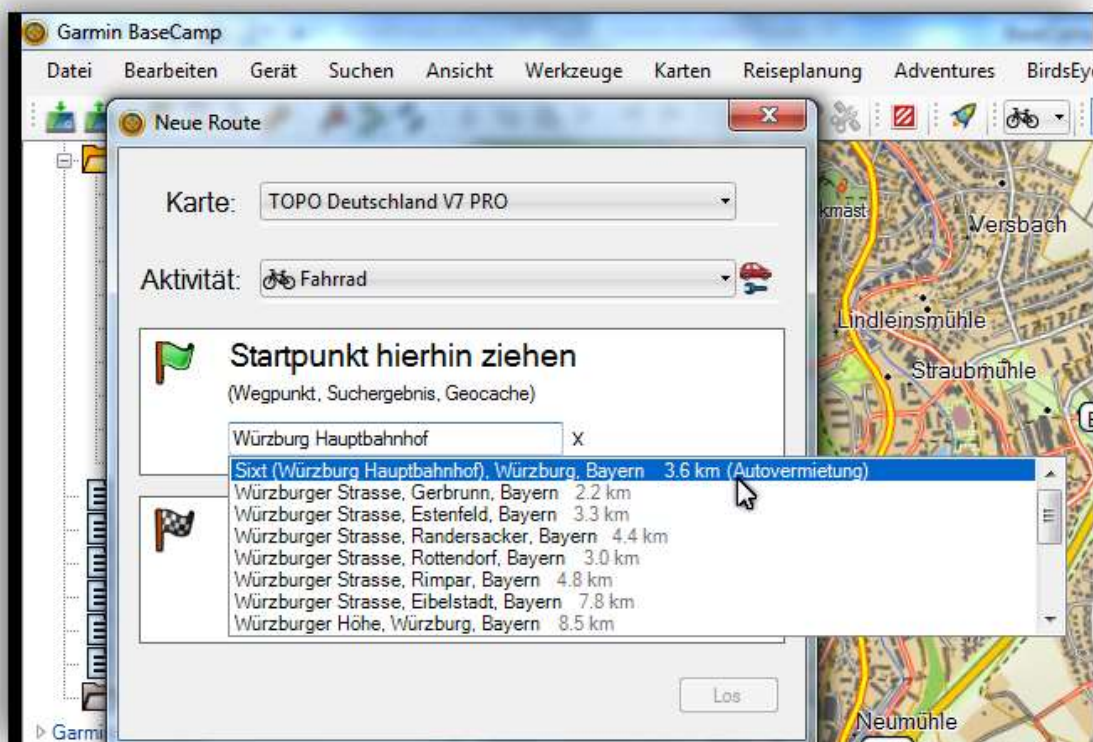 Garmin BaseCamp
Datei Bearbeiten Gerät Suchen Ansicht Werkzeuge Karten Reiseplanung Adventures BirdsEye
Neue Route
Karte: TOPO Deutschland V7 PRO
Aktivität: Fahrrad
Startpunkt hierhin ziehen
(Wegpunkt, Suchergebnis, Geocache)
Würzburg Hauptbahnhof X
Sixt (Würzburg Hauptbahnhof), Würzburg, Bayern 3.6 km (Autovermietung)
Würzburger Strasse, Gerbrunn, Bayern 2.2 km
Würzburger Strasse, Estenfeld, Bayern 3.3 km
Würzburger Strasse, Randersacker, Bayern 4.4 km
Würzburger Strasse, Rottendorf, Bayern 3.0 km
Würzburger Strasse, Rimpar, Bayern 4.8 km
Würzburger Strasse, Eibelstadt, Bayern 7.8 km
Würzburger Höhe, Würzburg, Bayern 8.5 km
Los
Garmi
kmast
Versbach
Lindleinsmühle
Straubmühle
Neumühle